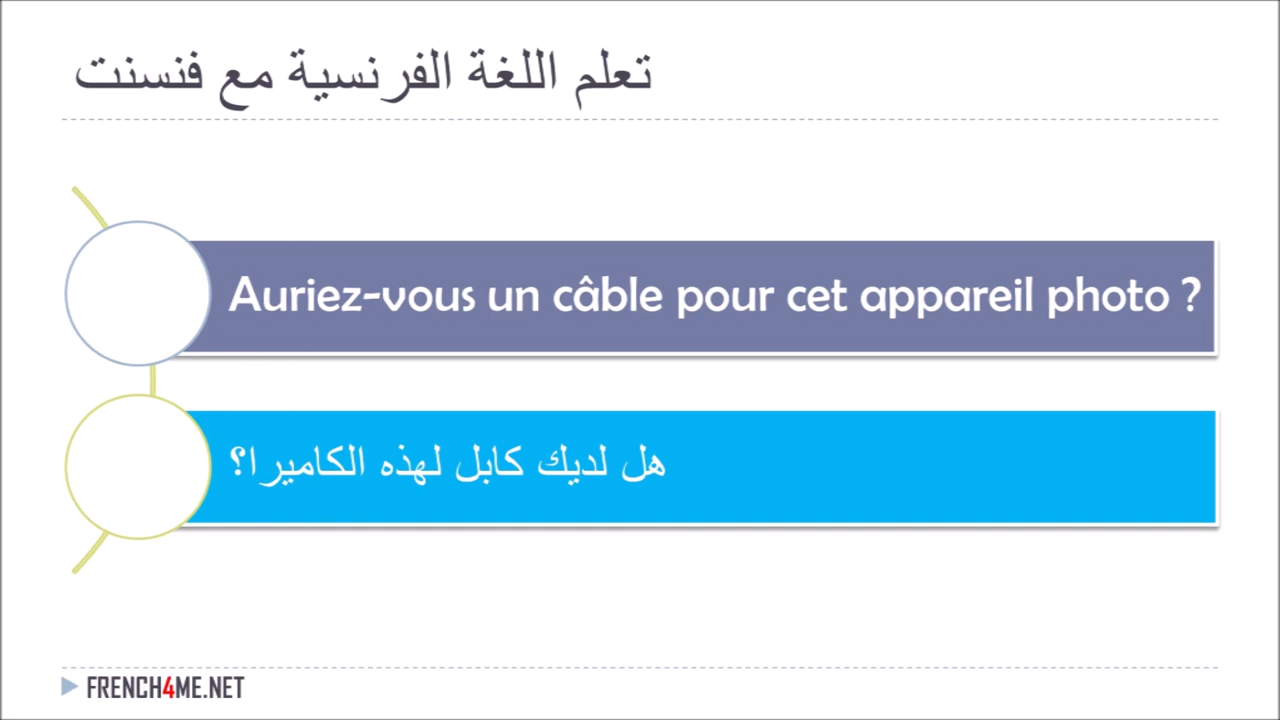 تعلم اللغة الفرنسية مع فنسنت
Auriez-vous un câble pour cet appareil photo ?
هل لديك كابل لهذه الكاميرا؟
FRENCH4ME.NET